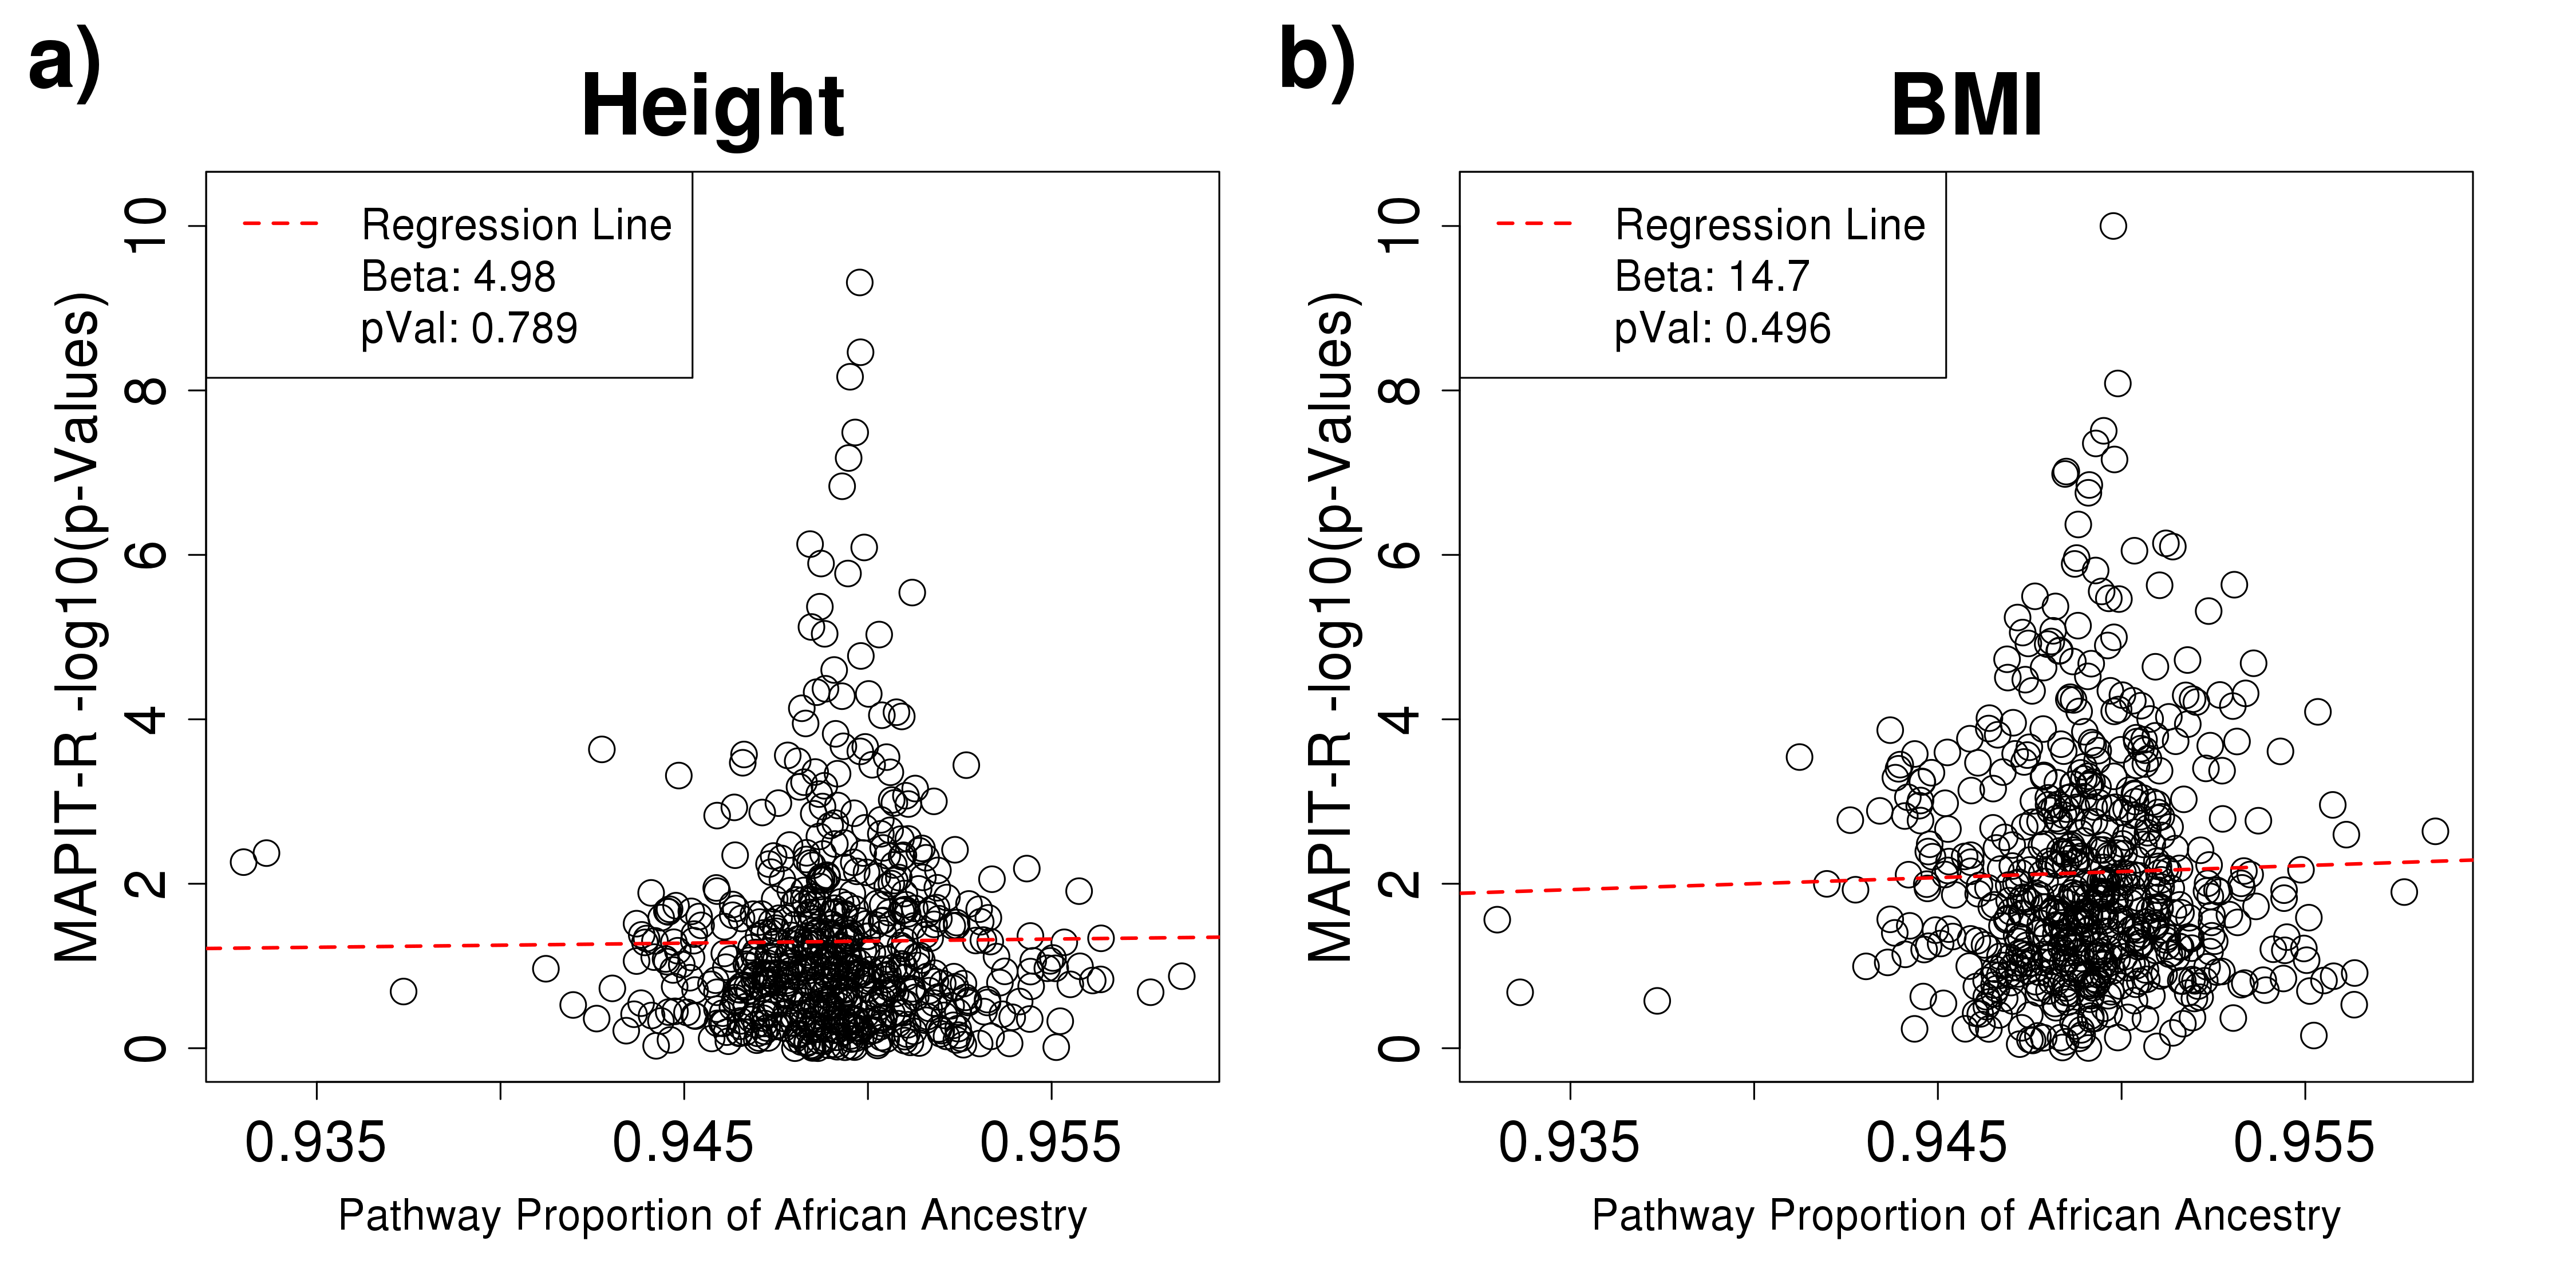 a)
Height
Regression Line
Beta: 4.98
pVal: 0.789
MAPIT-R -log10(p-Values)
10
8
6
4
2
0
0.935 0.945 0.955
Pathway Proportion of African Ancestry
b)
BMI
Regression Line
Beta: 14.7
pVal: 0.496
MAPIT-R -log10(p-Values)
10
8
6
4
2
0
0.935 0.945 0.955
Pathway Proportion of African Ancestry